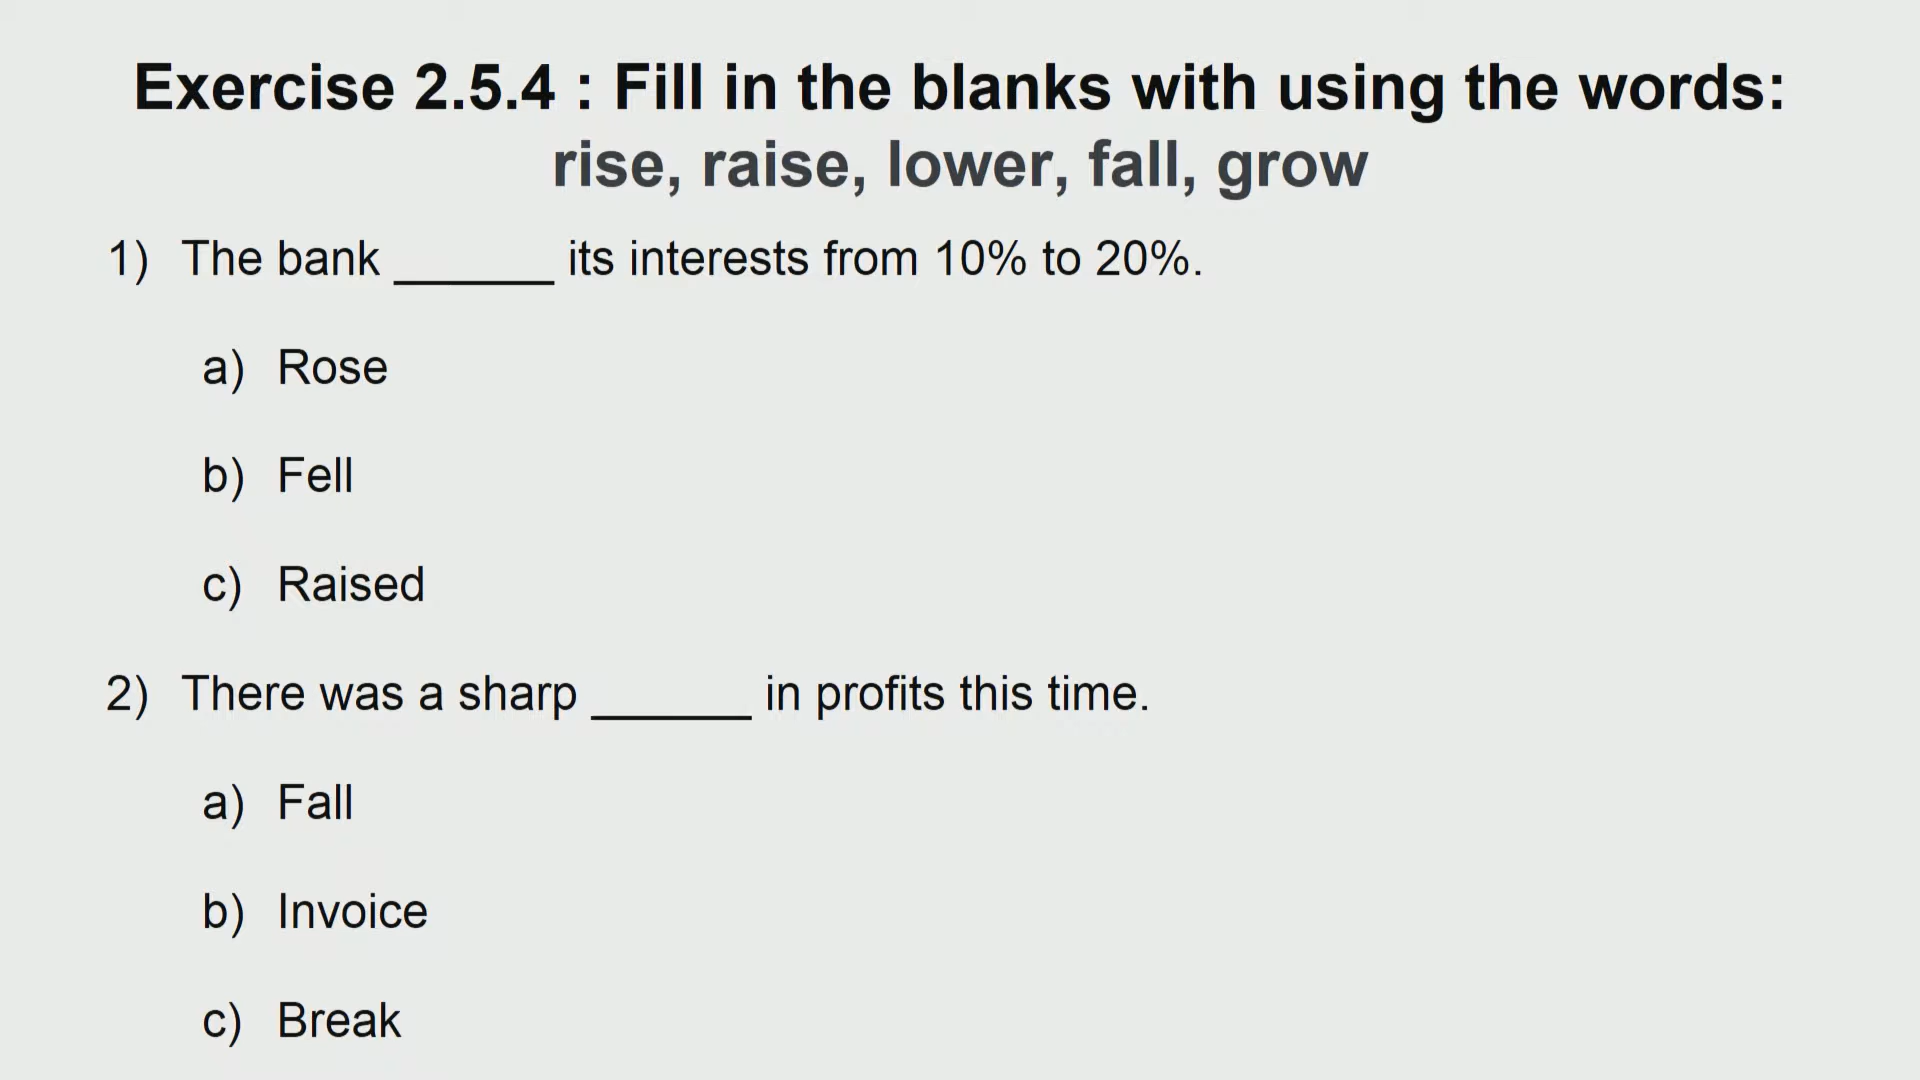 Exercise 2.5.4 : Fill in the blanks with using the words:
rise, raise, lower, fall, grow
1) The bank ______ its interests from 10% to 20%.
a) Rose
b) Fell
c) Raised
2) There was a sharp ______ in profits this time.
a) Fall
b) Invoice
c) Break